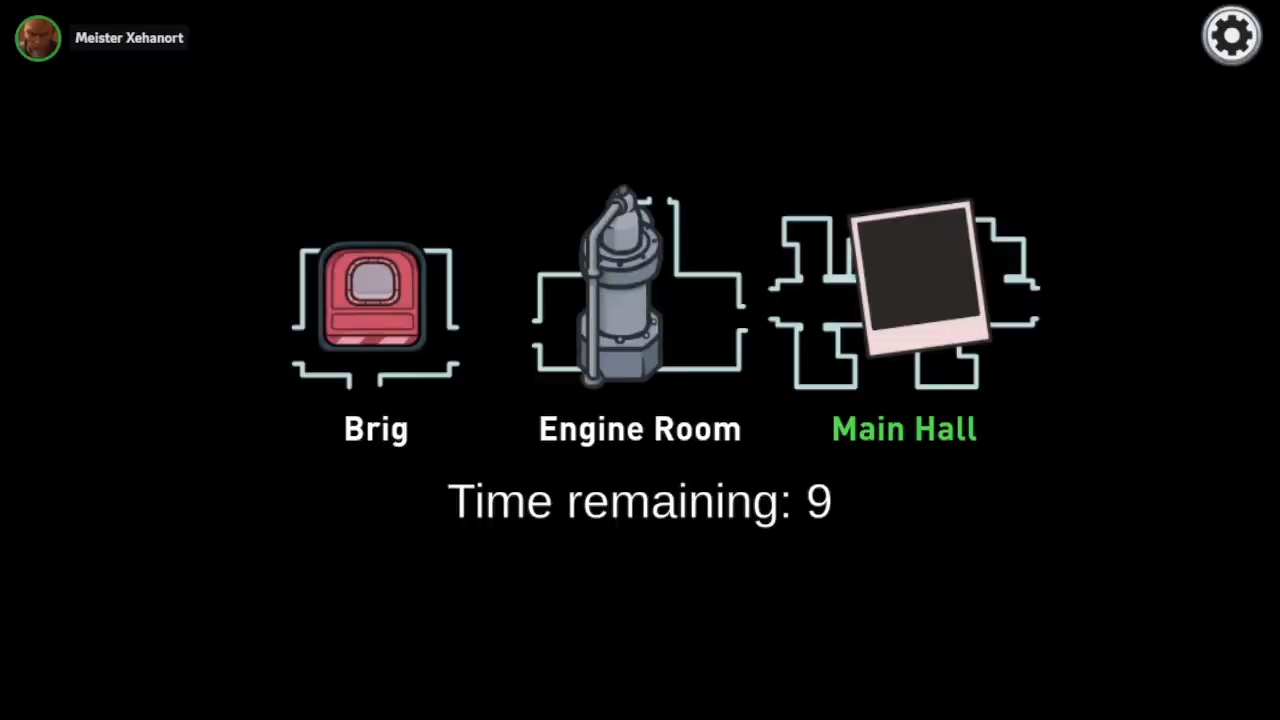 Meister Xehanort
Brig
Engine Room
Main Hall
Time remaining: 9